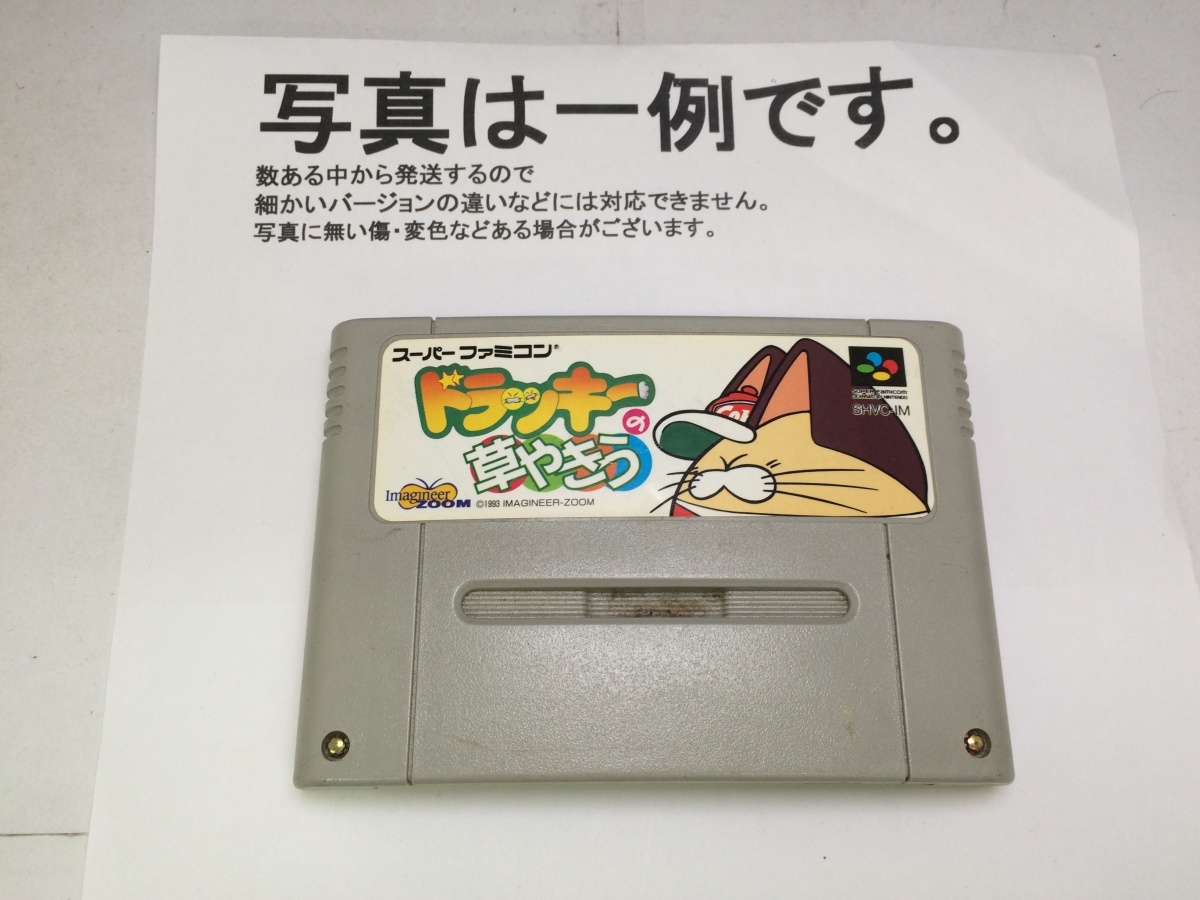 写真は一例です。
数ある中から発送するので
細かいバージョンの違いなどには対応できません。
写真に無い傷・変色などある場合がございます。
スーパーファミコン®
ドラッキーの
草やきう
SUPER FAMICOM
SHVC-IM
Imagineer
ZOOM
©1993 IMAGINEER-ZOOM